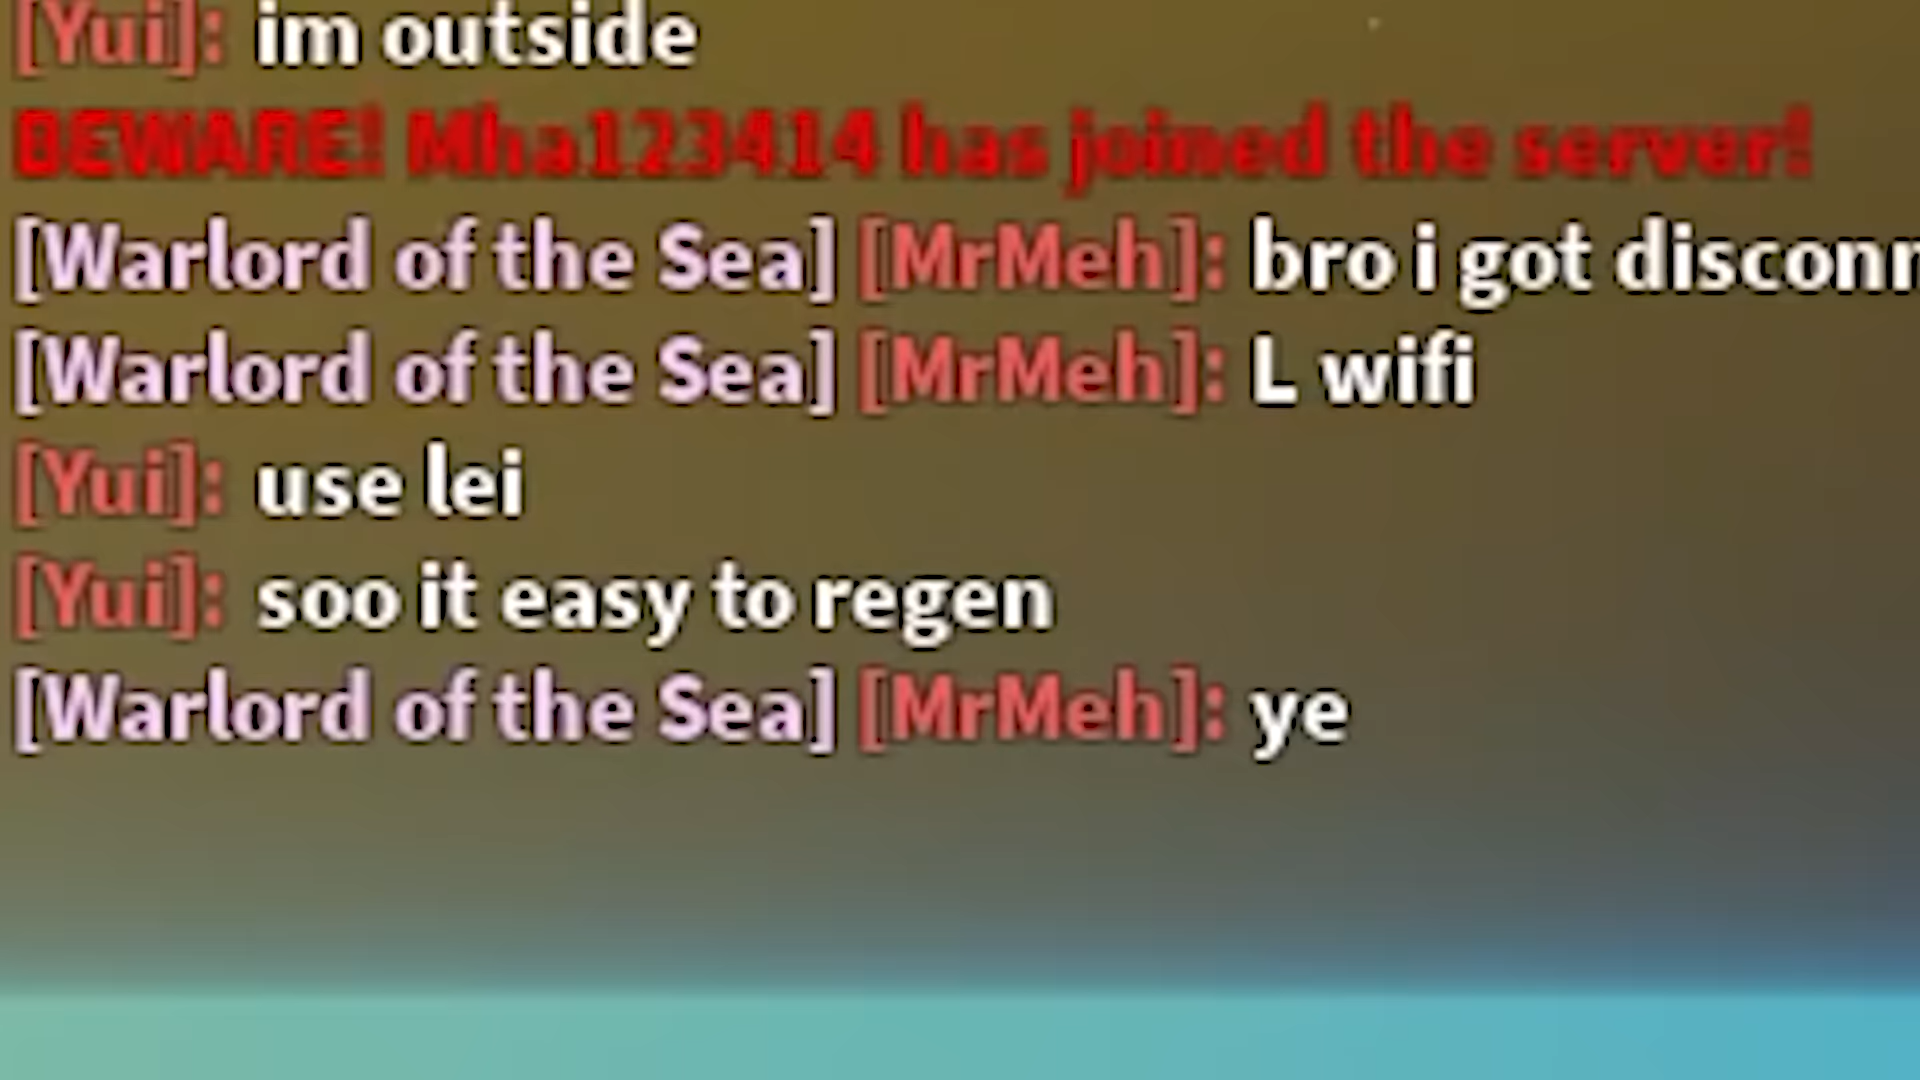 [Yui]: im outside
BEWARE! Mha123414 has joined the server!
[Warlord of the Sea] [MrMeh]: bro i got
[Warlord of the Sea] [MrMeh]: L wifi
[Yui]: use lei
[Yui]: soo it easy to regen
[Warlord of the Sea] [MrMeh]: ye